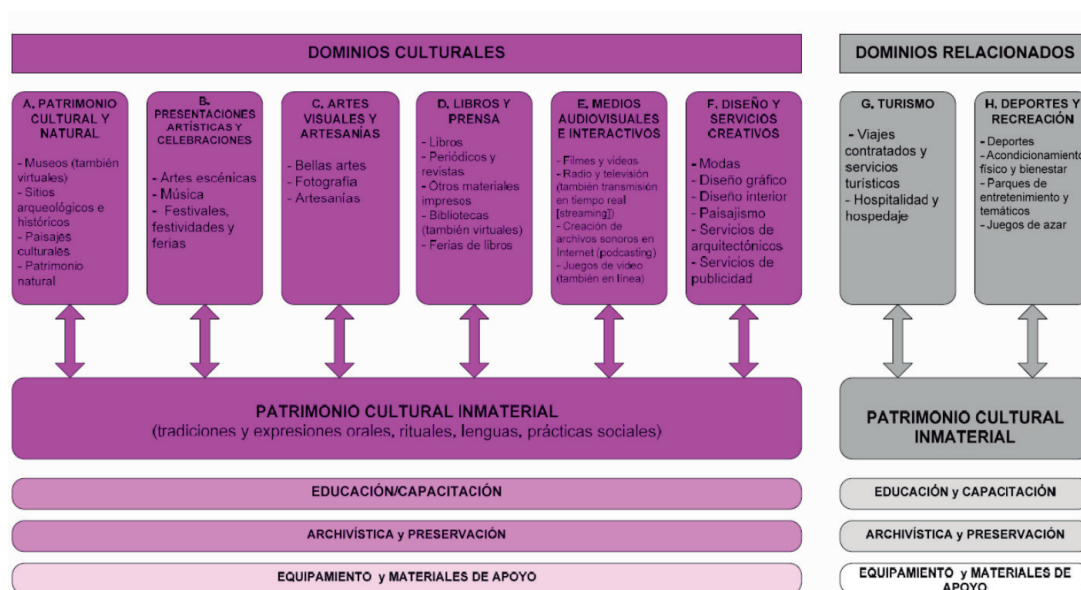 DOMINIOS CULTURALES
A. PATRIMONIO
CULTURAL Y
NATURAL
- Museos (también
virtuales)
- Sitios
arqueológicos e
históricos
- Paisajes
culturales
- Patrimonio
natural
B.
PRESENTACIONES
ARTÍSTICAS Y
CELEBRACIONES
- Artes escénicas
- Música
- Festivales,
festividades y
ferias
C. ARTES
VISUALES Y
ARTESANÍAS
- Bellas artes
- Fotografía
- Artesanías
D. LIBROS Y
PRENSA
- Libros
- Periódicos y
revistas
- Otros materiales
impresos
- Bibliotecas
(también virtuales)
- Ferias de libros
E. MEDIOS
AUDIOVISUALES
E INTERACTIVOS
- Filmes y videos
- Radio y televisión
(también transmisión
en tiempo real
[streaming])
- Creación de
archivos sonoros en
Internet (podcasting)
- Juegos de video
(también en línea)
F. DISEÑO Y
SERVICIOS
CREATIVOS
- Modas
- Diseño gráfico
- Diseño interior
- Paisajismo
- Servicios de
arquitectónicos
- Servicios de
publicidad
PATRIMONIO CULTURAL INMATERIAL
(tradiciones y expresiones orales, rituales, lenguas, prácticas sociales)
EDUCACIÓN/CAPACITACIÓN
ARCHIVÍSTICA y PRESERVACIÓN
EQUIPAMIENTO y MATERIALES DE APOYO
DOMINIOS RELACIONADOS
G. TURISMO
- Viajes
contratados y
servicios
turísticos
- Hospitalidad y
hospedaje
H. DEPORTES Y
RECREACIÓN
- Deportes
- Acondicionamiento
físico y bienestar
- Parques de
entretenimiento y
temáticos
- Juegos de azar
PATRIMONIO CULTURAL
INMATERIAL
EDUCACIÓN y CAPACITACIÓN
ARCHIVÍSTICA y PRESERVACIÓN
EQUIPAMIENTO y MATERIALES DE
APOYO